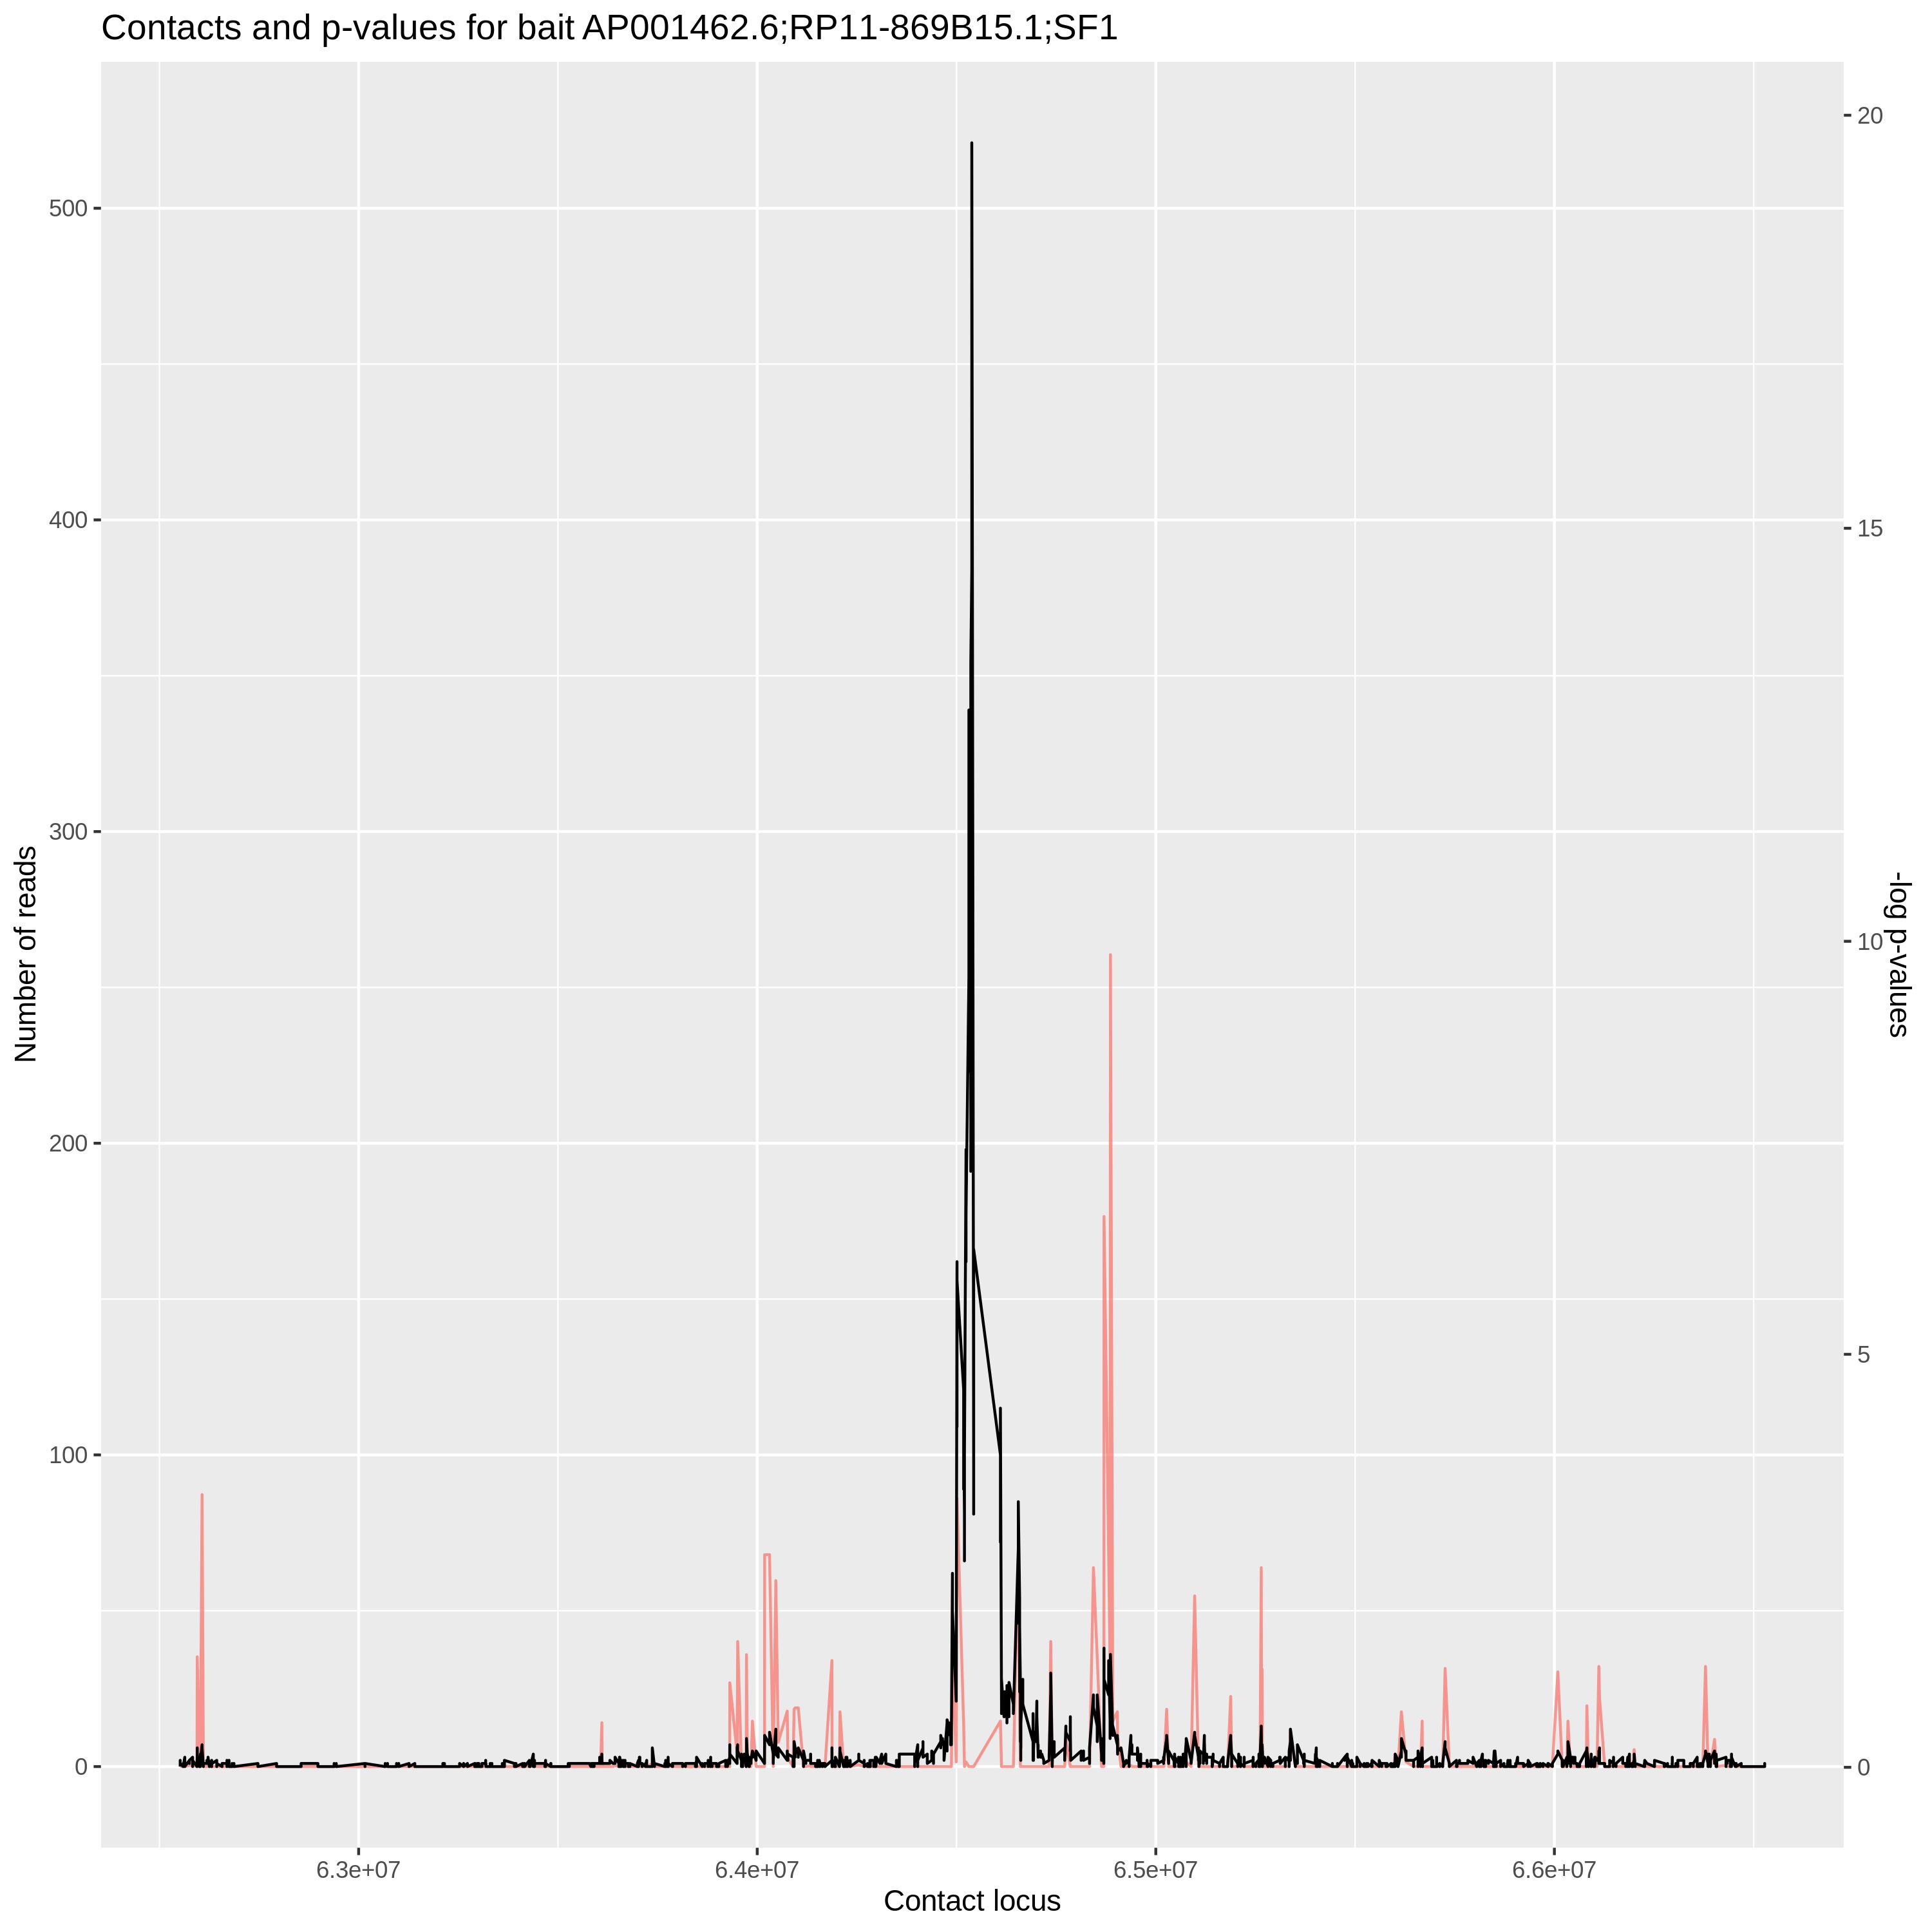 Contacts and p-values for bait AP001462.6;RP11-869B15.1;SF1
500
400
300
200
100
0
Number of reads
20
15
10
5
0
-log p-values
6.3e+07
6.4e+07
6.5e+07
6.6e+07
Contact locus